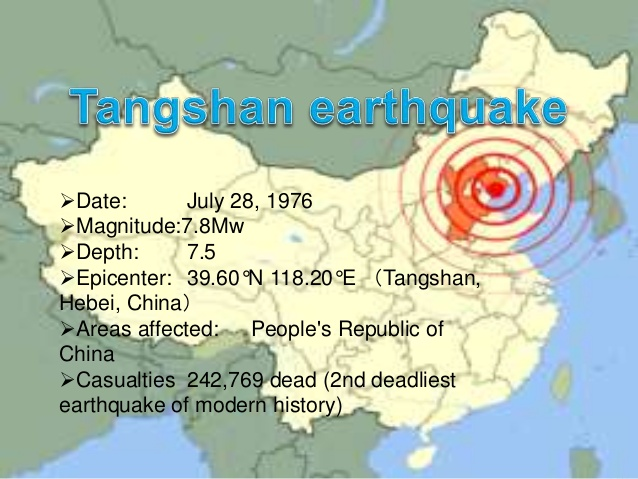 Tangshan earthquake
➢Date: July 28, 1976
➢Magnitude:7.8Mw
➢Depth: 7.5
➢Epicenter: 39.60°N 118.20°E （Tangshan,
Hebei, China）
➢Areas affected: People's Republic of
China
➢Casualties 242,769 dead (2nd deadliest
earthquake of modern history)